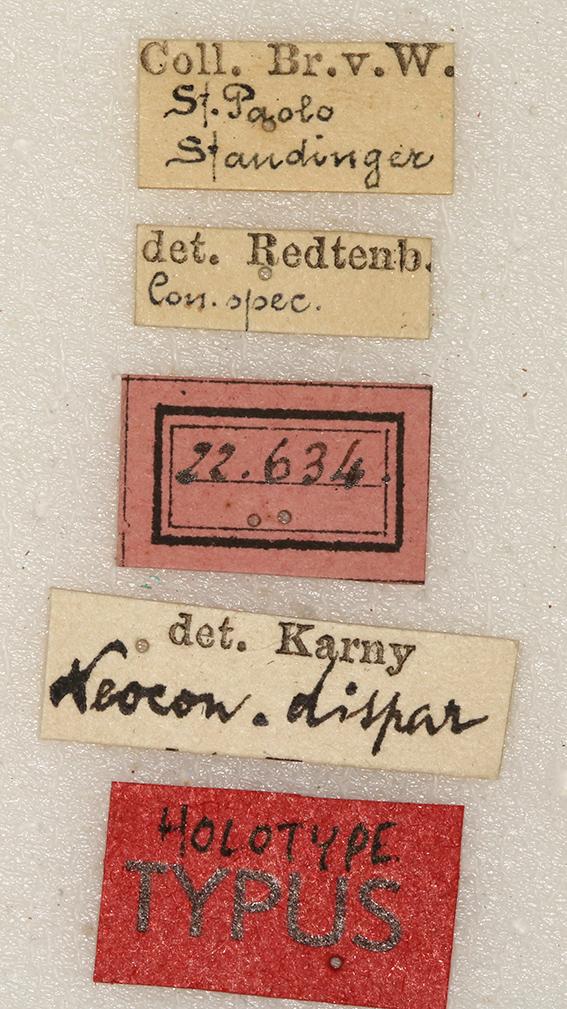 Coll. Br.v.W.
St. Paolo
Staudinger
det. Redtenb.
Con. spec.
22.634.
det. Karny
Neocon. dispar
HOLOTYPE
TYPUS